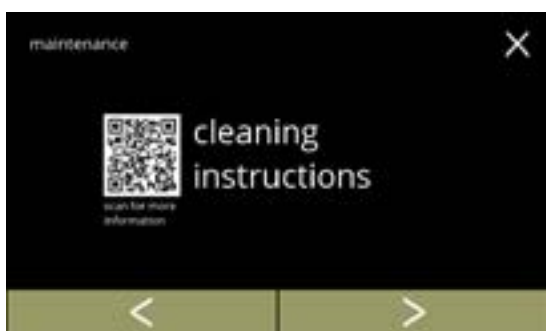 maintenance
cleaning
instructions
scan for more
information